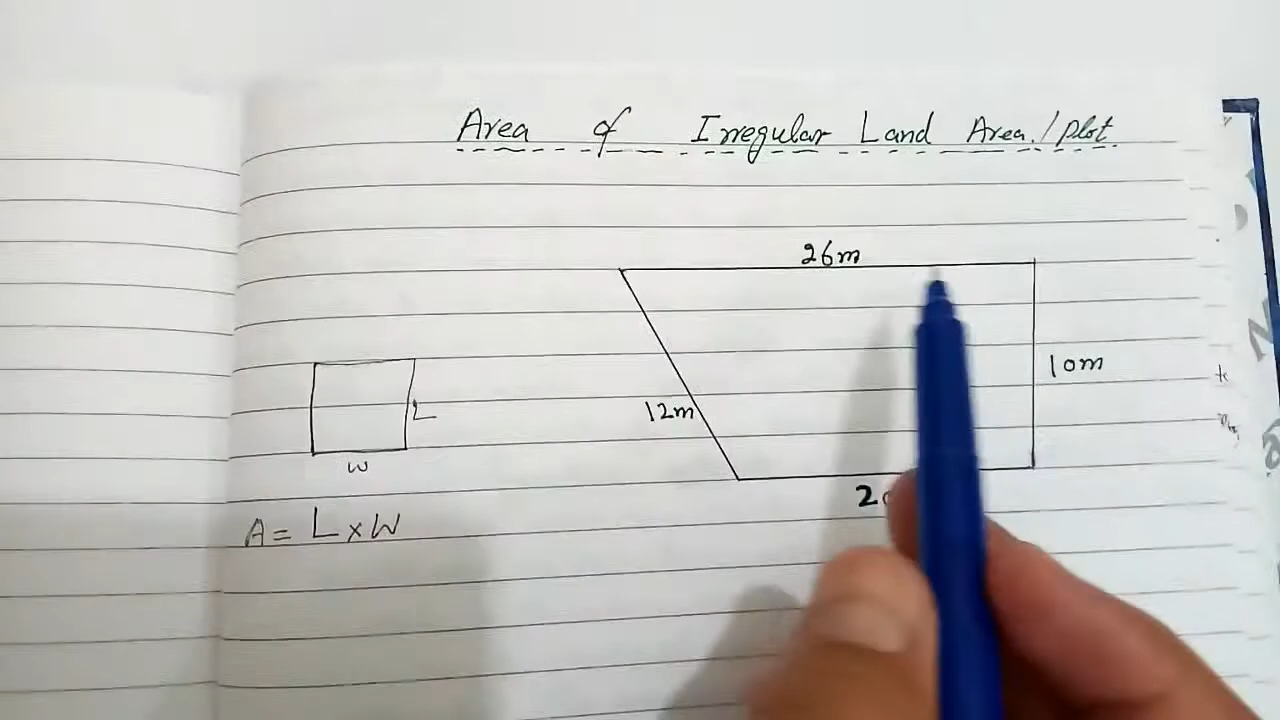 Area of Irregular Land Area./plot
26m
10m
12m
L
w
A = L x W